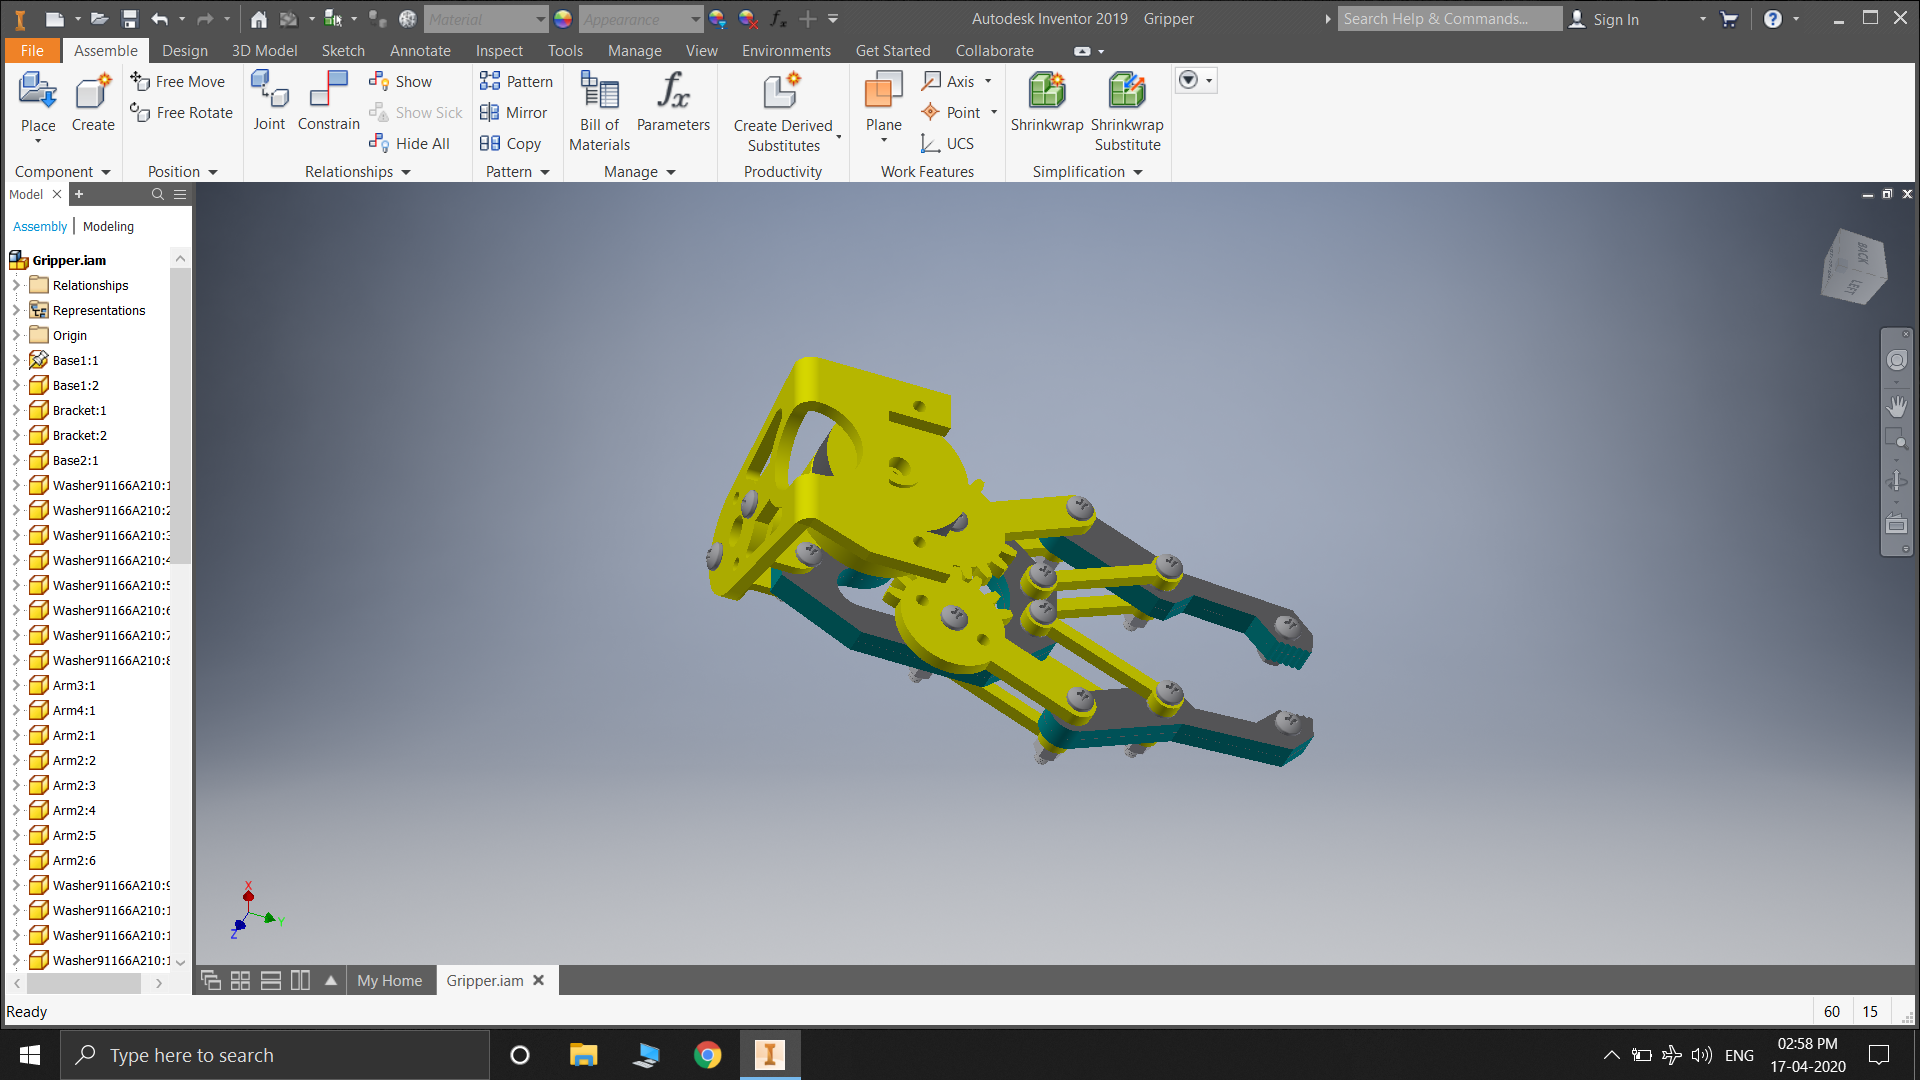 Material
Appearance
fx
Autodesk Inventor 2019 Gripper
Search Help & Commands...
Sign In
File
Assemble
Design
3D Model
Sketch
Annotate
Inspect
Tools
Manage
View
Environments
Get Started
Collaborate
Place
Create
Free Move
Free Rotate
Joint
Constrain
Show
Show Sick
Hide All
Pattern
Mirror
Copy
Bill of
Materials
fx
Parameters
Create Derived
Substitutes
Plane
Axis
Point
UCS
Shrinkwrap
Shrinkwrap
Substitute
Component
Position
Relationships
Pattern
Manage
Productivity
Work Features
Simplification
Model
Assembly | Modeling
Gripper.iam
Relationships
Representations
Origin
Base1:1
Base1:2
Bracket:1
Bracket:2
Base2:1
Washer91166A210:1
Washer91166A210:2
Washer91166A210:3
Washer91166A210:4
Washer91166A210:5
Washer91166A210:6
Washer91166A210:7
Washer91166A210:8
Arm3:1
Arm4:1
Arm2:1
Arm2:2
Arm2:3
Arm2:4
Arm2:5
Arm2:6
Washer91166A210:9
Washer91166A210:1
Washer91166A210:1
Washer91166A210:1
BACK
LEFT
X
Y
Z
My Home
Gripper.iam
Ready
60 15
Type here to search
ENG
02:58 PM
17-04-2020